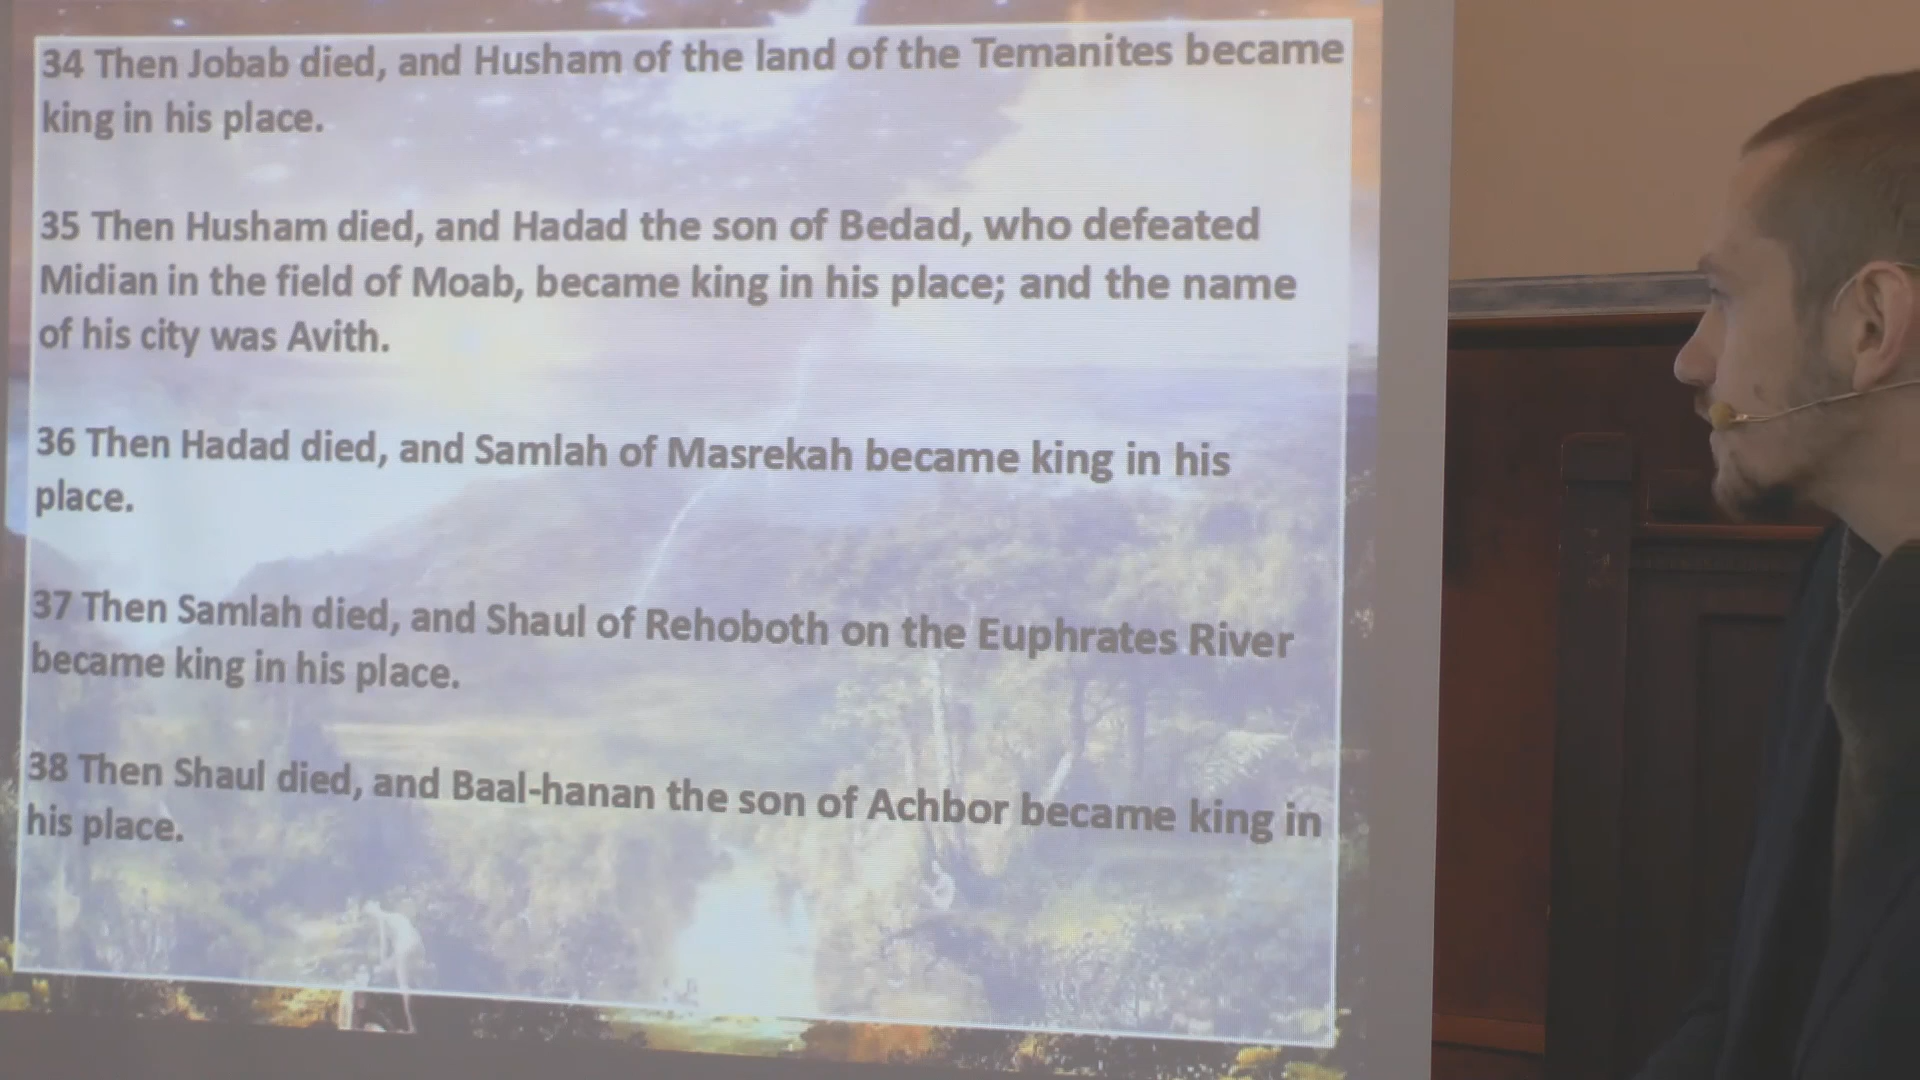 34 Then Jobab died, and Husham of the land of the Temanites became
king in his place.
35 Then Husham died, and Hadad the son of Bedad, who defeated
Midian in the field of Moab, became king in his place; and the name
of his city was Avith.
36 Then Hadad died, and Samlah of Masrekah became king in his
place.
37 Then Samlah died, and Shaul of Rehoboth on the Euphrates River
became king in his place.
38 Then Shaul died, and Baal-hanan the son of Achbor became king in
his place.